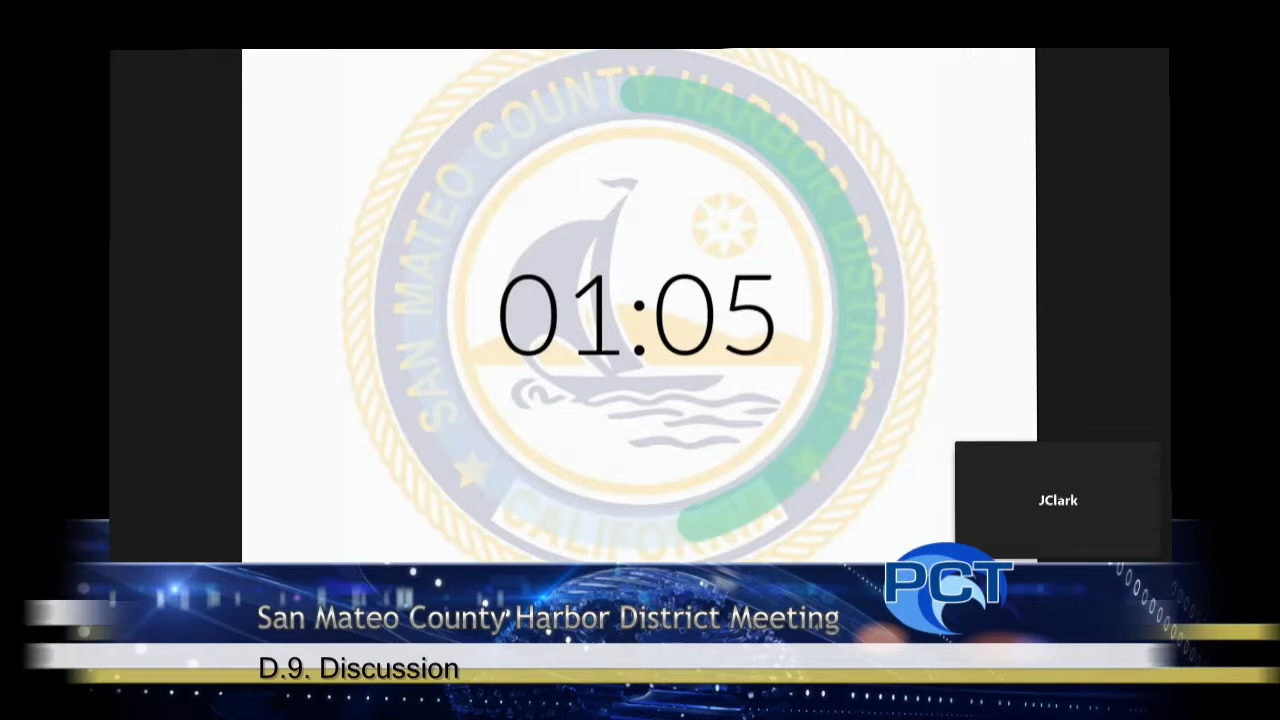 SAN MATEO COUNTY HARBOR DISTRICT
01:05
CALIFORNIA
JClark
PCT
San Mateo County Harbor District Meeting
D.9. Discussion